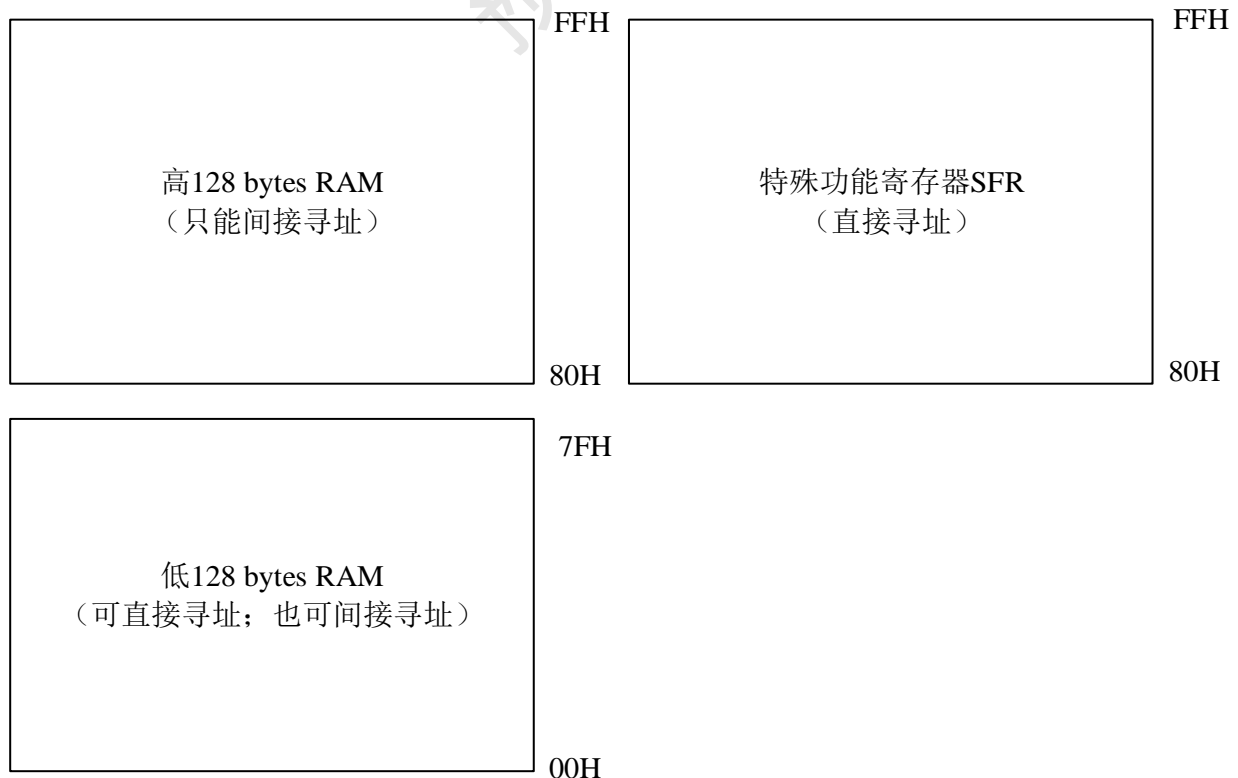 FFH
高128 bytes RAM
（只能间接寻址）
80H
FFH
特殊功能寄存器SFR
（直接寻址）
80H
7FH
低128 bytes RAM
（可直接寻址；也可间接寻址）
00H